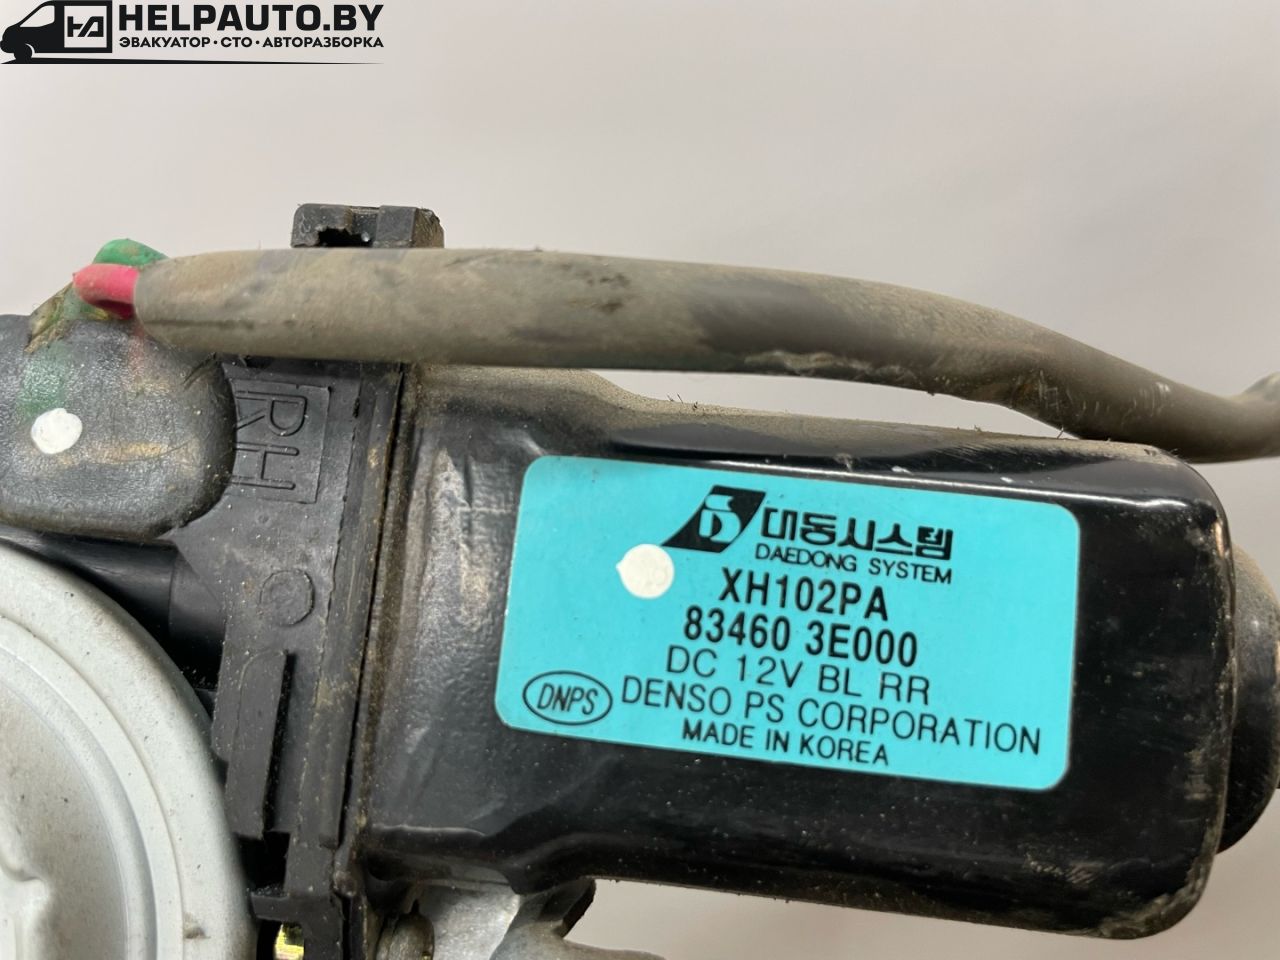 HELPAUTO.BY
ЭВАКУАТОР • СТО • АВТОРАЗБОРКА
RH
대동시스템
DAEDONG SYSTEM
XH102PA
83460 3E000
DC 12V BL RR
DNPS DENSO PS CORPORATION
MADE IN KOREA